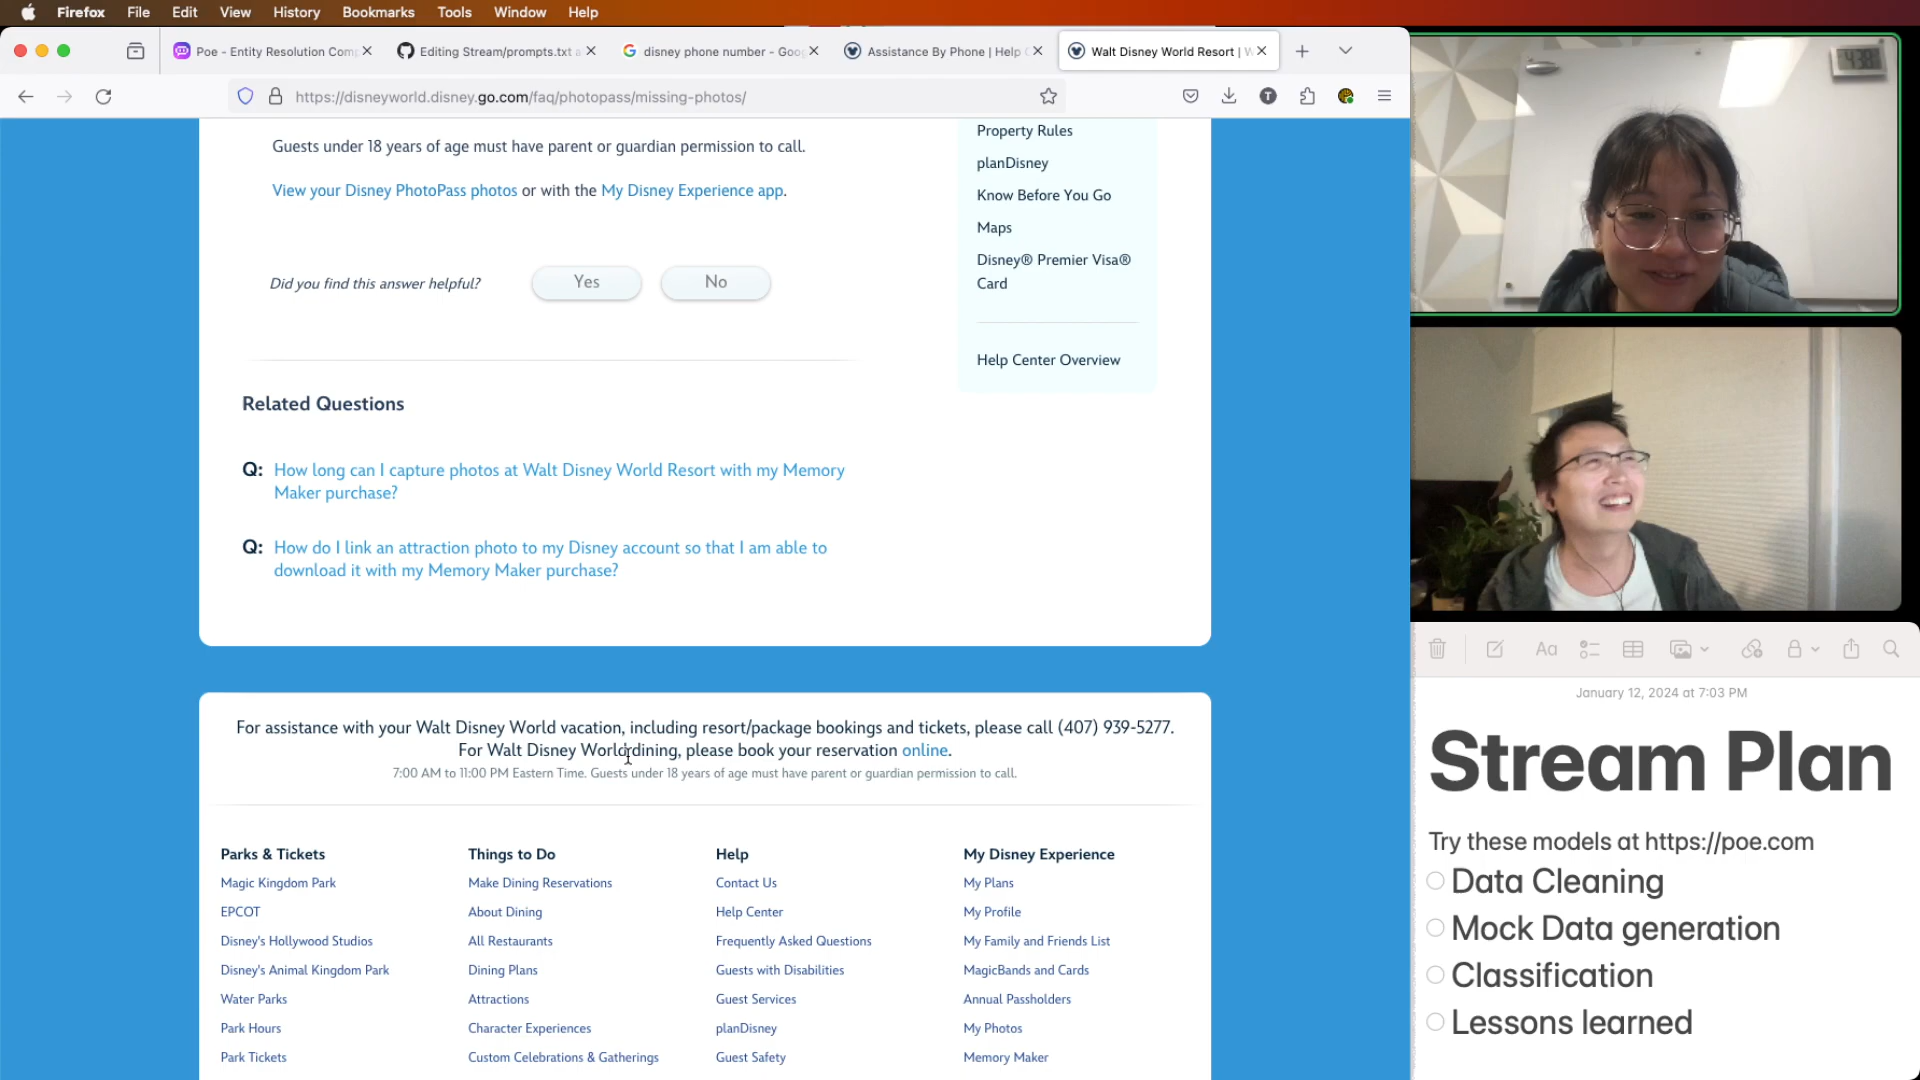 Firefox File Edit View History Bookmarks Tools Window Help
Poe - Entity Resolution Com
Editing Stream/prompts.txt a
disney phone number - Goo
Assistance By Phone | Help C
Walt Disney World Resort | W
https://disneyworld.disney.go.com/faq/photopass/missing-photos/
Guests under 18 years of age must have parent or guardian permission to call.
View your Disney PhotoPass photos or with the My Disney Experience app.
Did you find this answer helpful?
Yes
No
Property Rules
planDisney
Know Before You Go
Maps
Disney® Premier Visa®
Card
Help Center Overview
Related Questions
Q: How long can I capture photos at Walt Disney World Resort with my Memory
Maker purchase?
Q: How do I link an attraction photo to my Disney account so that I am able to
download it with my Memory Maker purchase?
For assistance with your Walt Disney World vacation, including resort/package bookings and tickets, please call (407) 939-5277.
For Walt Disney World dining, please book your reservation online.
7:00 AM to 11:00 PM Eastern Time. Guests under 18 years of age must have parent or guardian permission to call.
Parks & Tickets
Magic Kingdom Park
EPCOT
Disney's Hollywood Studios
Disney's Animal Kingdom Park
Water Parks
Park Hours
Park Tickets
Things to Do
Make Dining Reservations
About Dining
All Restaurants
Dining Plans
Attractions
Character Experiences
Custom Celebrations & Gatherings
Help
Contact Us
Help Center
Frequently Asked Questions
Guests with Disabilities
Guest Services
planDisney
Guest Safety
My Disney Experience
My Plans
My Profile
My Family and Friends List
MagicBands and Cards
Annual Passholders
My Photos
Memory Maker
4:38
Aa
January 12, 2024 at 7:03 PM
Stream Plan
Try these models at https://poe.com
Data Cleaning
Mock Data generation
Classification
Lessons learned